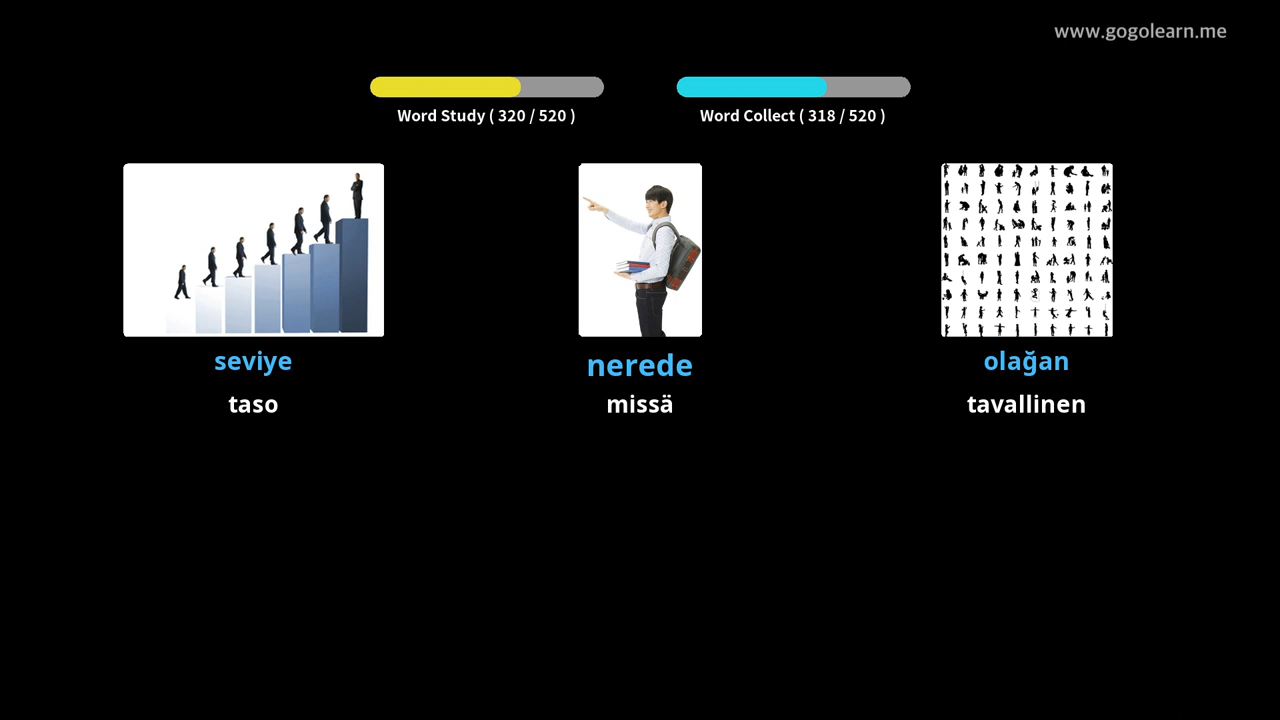 www.gogolearn.me
Word Study ( 320 / 520 )
Word Collect ( 318 / 520 )
seviye
taso
nerede
missä
olağan
tavallinen